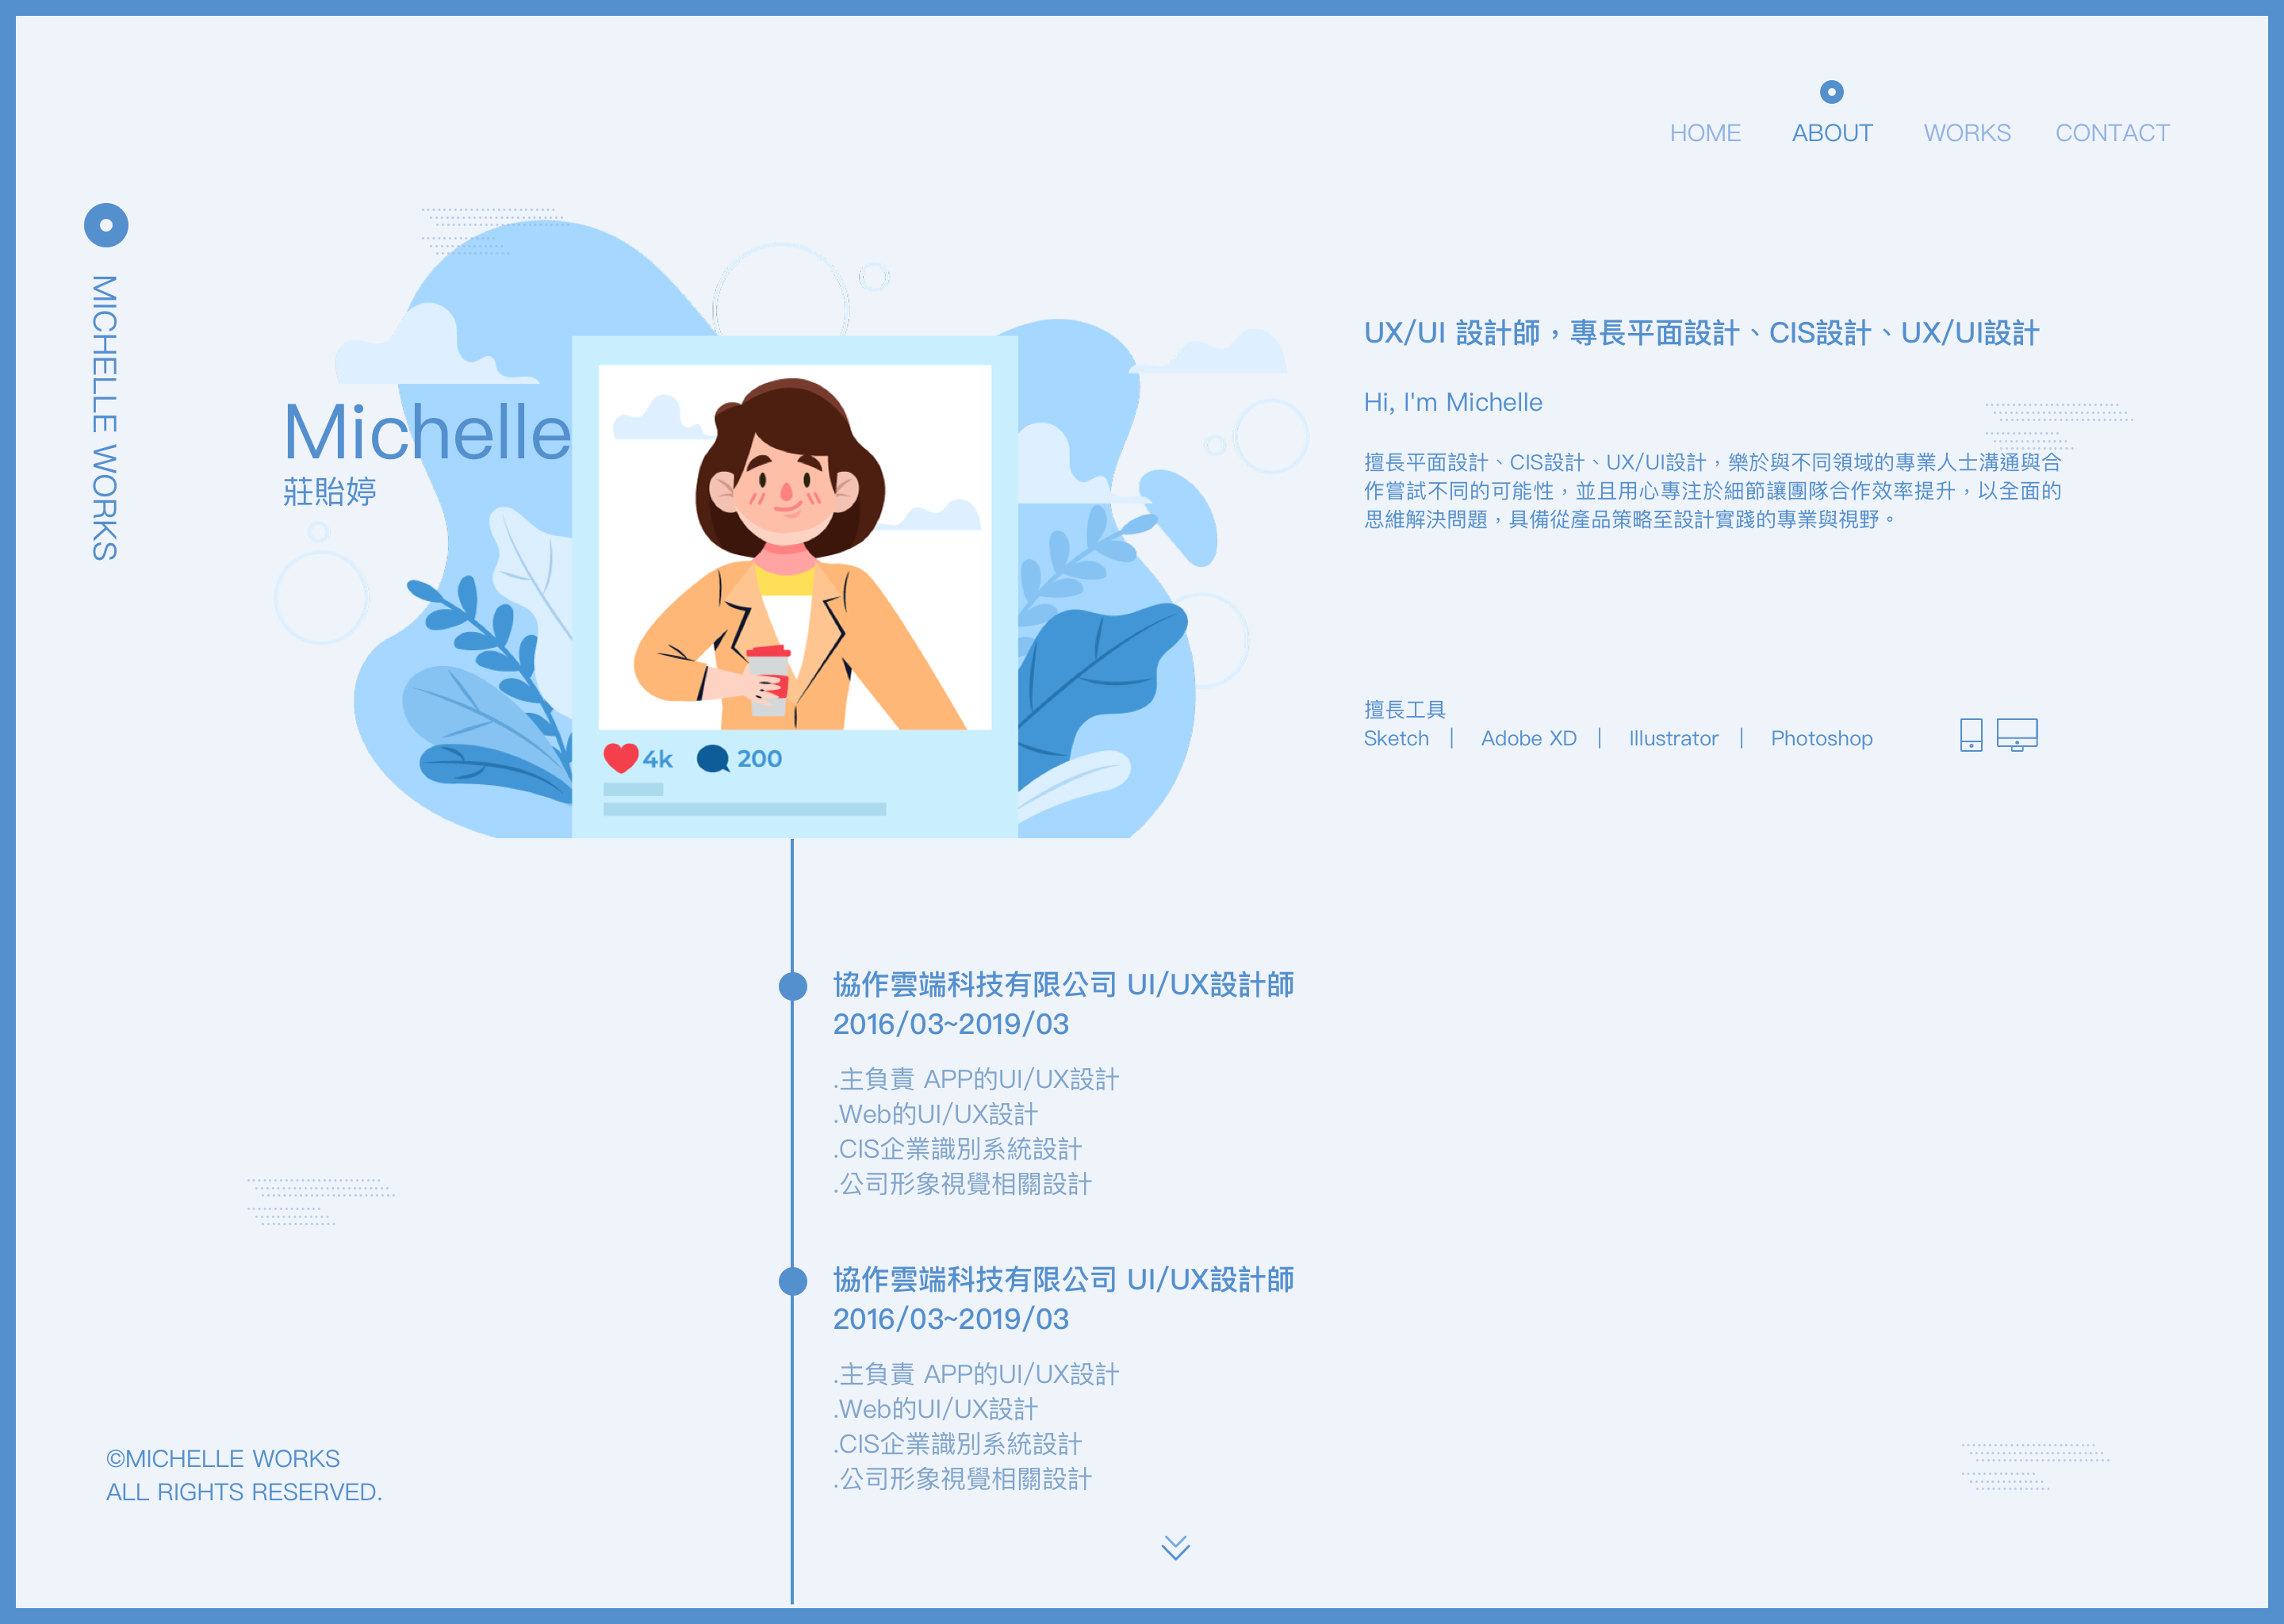 HOME ABOUT WORKS CONTACT
MICHELLE WORKS
Michelle
莊貽婷
4k 200
UX/UI 設計師，專長平面設計、CIS設計、UX/UI設計
Hi, I'm Michelle
擅長平面設計、CIS設計、UX/UI設計，樂於與不同領域的專業人士溝通與合
作嘗試不同的可能性，並且用心專注於細節讓團隊合作效率提升，以全面的
思維解決問題，具備從產品策略至設計實踐的專業與視野。
擅長工具
Sketch | Adobe XD | Illustrator | Photoshop
協作雲端科技有限公司 UI/UX設計師
2016/03~2019/03
.主負責 APP的UI/UX設計
.Web的UI/UX設計
.CIS企業識別系統設計
.公司形象視覺相關設計
協作雲端科技有限公司 UI/UX設計師
2016/03~2019/03
.主負責 APP的UI/UX設計
.Web的UI/UX設計
.CIS企業識別系統設計
.公司形象視覺相關設計
©MICHELLE WORKS
ALL RIGHTS RESERVED.